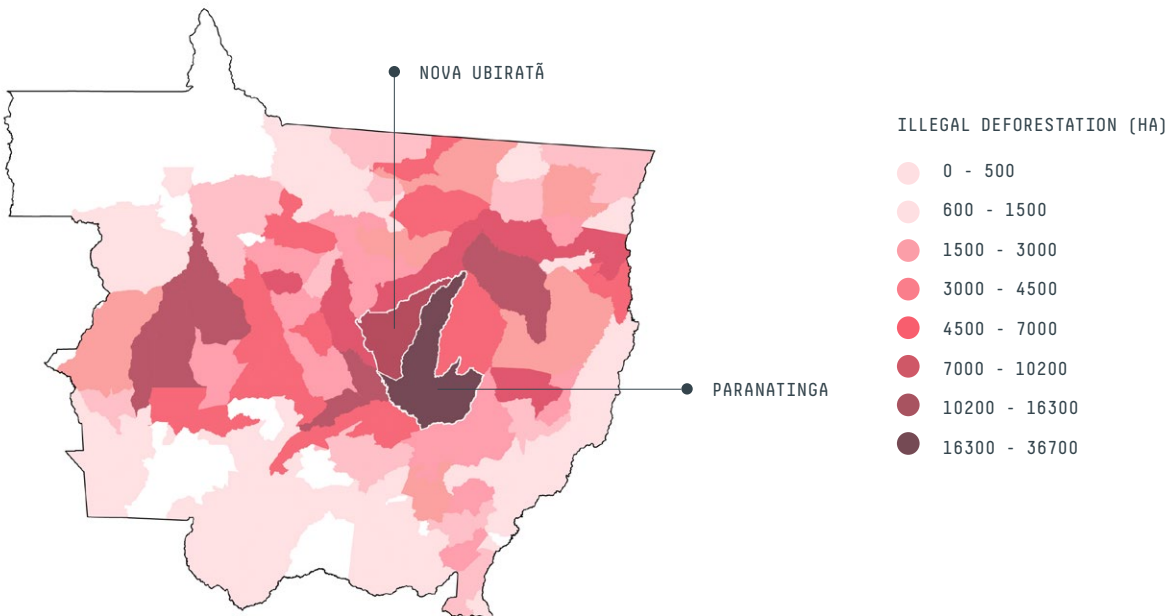 NOVA UBIRATÃ
ILLEGAL DEFORESTATION (HA)
0 - 500
600 - 1500
1500 - 3000
3000 - 4500
4500 - 7000
7000 - 10200
10200 - 16300
16300 - 36700
PARANATINGA